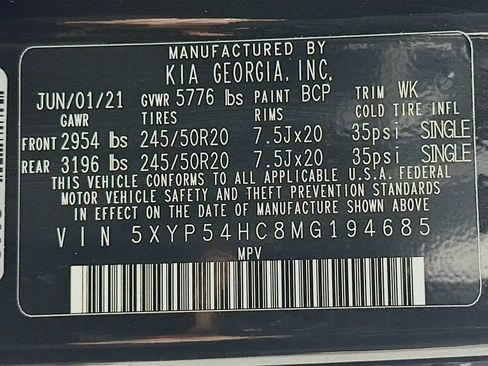 MANUFACTURED BY
KIA GEORGIA, INC.
JUN/01/21 GVWR 5776 lbs PAINT BCP TRIM WK
GAWR TIRES RIMS COLD TIRE INFL
FRONT 2954 lbs 245/50R20 7.5Jx20 35psi SINGLE
REAR 3196 lbs 245/50R20 7.5Jx20 35psi SINGLE
THIS VEHICLE CONFORMS TO ALL APPLICABLE U.S.A. FEDERAL
MOTOR VEHICLE SAFETY AND THEFT PREVENTION STANDARDS
IN EFFECT ON THE DATE OF MANUFACTURE SHOWN ABOVE
VIN 5XYP54HC8MG194685
MPV